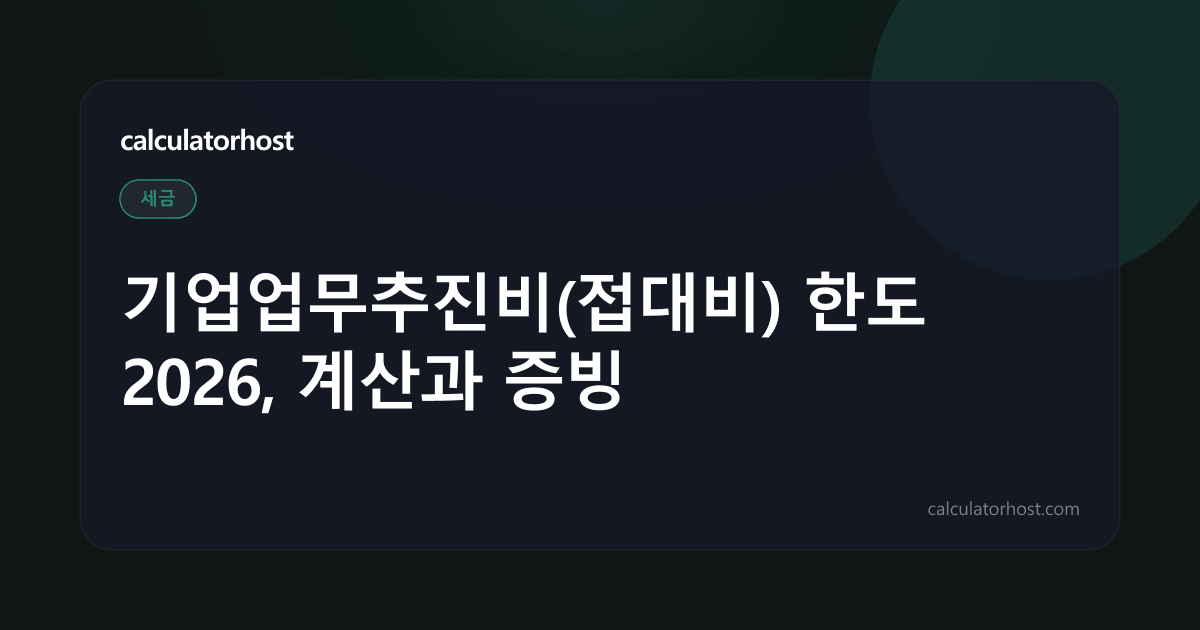 calculatorhost
세금
기업업무추진비(접대비) 한도
2026, 계산과 증빙
calculatorhost.com